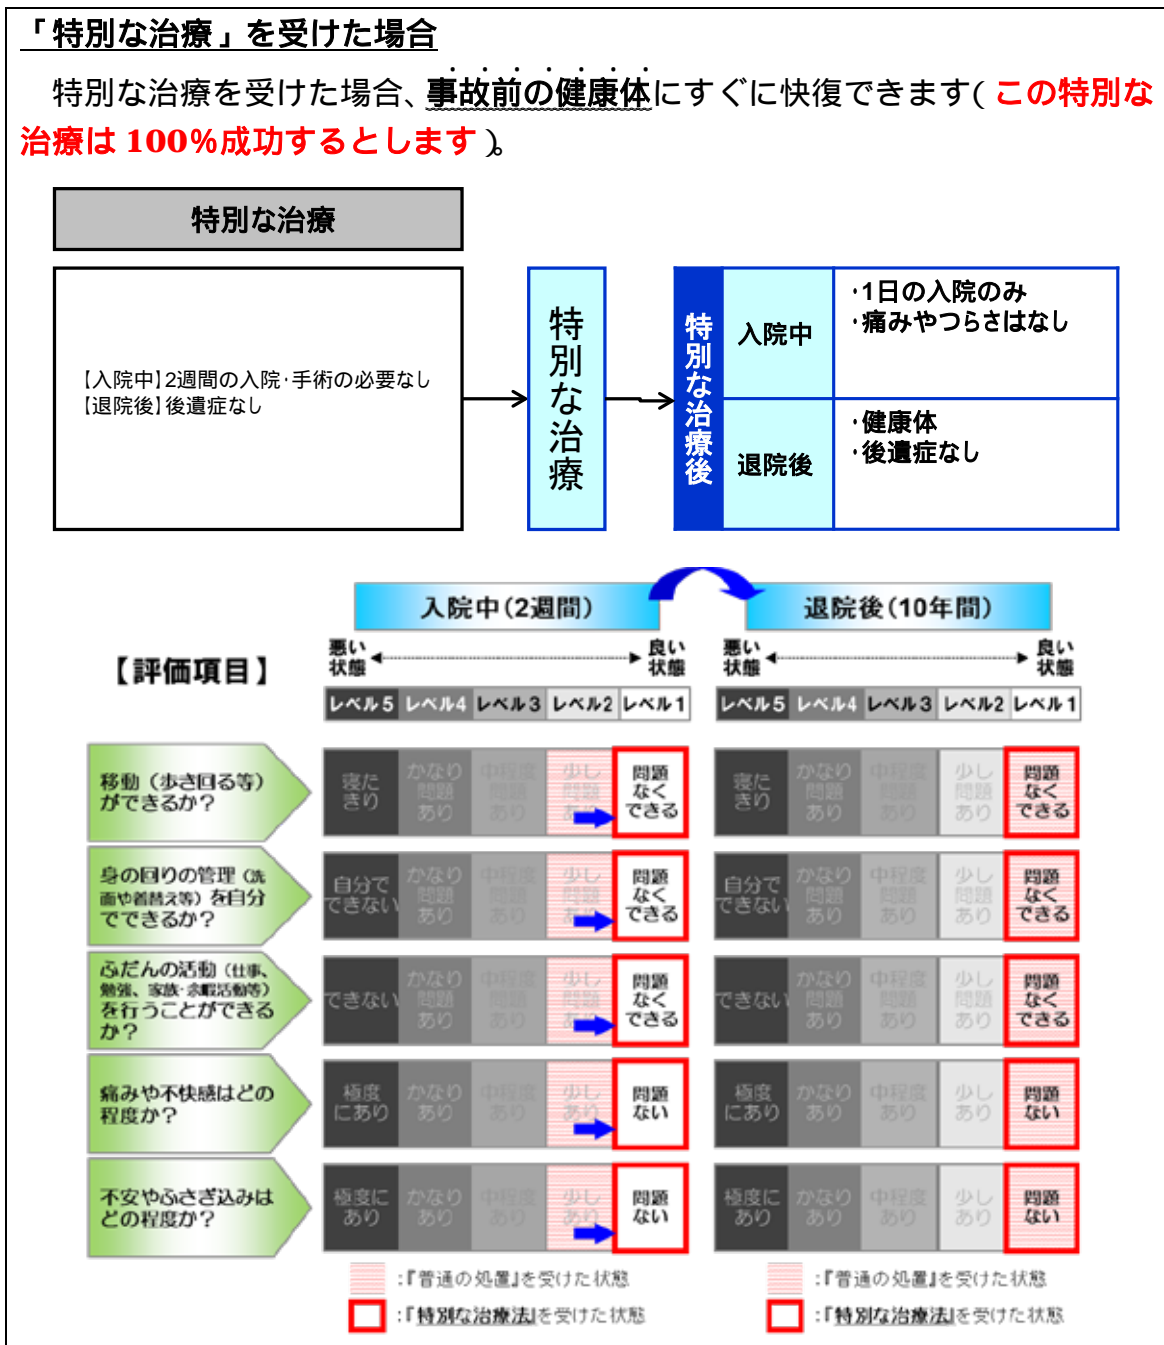 「特別な治療」を受けた場合
特別な治療を受けた場合、事故前の健康体にすぐに快復できます(この特別な
治療は 100%成功するとします)。
特別な治療
【入院中】2週間の入院・手術の必要なし
【退院後】後遺症なし
特別な治療
特別な治療後
入院中
・1日の入院のみ
・痛みやつらさはなし
退院後
・健康体
・後遺症なし
入院中(2週間)
退院後(10年間)
【評価項目】
悪い
状態
良い
状態
悪い
状態
良い
状態
レベル5 レベル4 レベル3 レベル2 レベル1
レベル5 レベル4 レベル3 レベル2 レベル1
移動(歩き回る等)
ができるか?
寝た
きり
かなり
問題
あり
中程度
問題
あり
少し
問題
あり
問題
なく
できる
寝た
きり
かなり
問題
あり
中程度
問題
あり
少し
問題
あり
問題
なく
できる
身の回りの管理(洗
面や着替え等)を自分
でできるか?
自分で
できない
かなり
問題
あり
中程度
問題
あり
少し
問題
あり
問題
なく
できる
自分で
できない
かなり
問題
あり
中程度
問題
あり
少し
問題
あり
問題
なく
できる
ふだんの活動(仕事、
勉強、家族・余暇活動等)
を行うことができる
か?
できない
かなり
問題
あり
中程度
問題
あり
少し
問題
あり
問題
なく
できる
できない
かなり
問題
あり
中程度
問題
あり
少し
問題
あり
問題
なく
できる
痛みや不快感はどの
程度か?
極度
にあり
かなり
あり
中程度
あり
少し
あり
問題
ない
極度
にあり
かなり
あり
中程度
あり
少し
あり
問題
ない
不安やふさぎ込みは
どの程度か?
極度に
あり
かなり
あり
中程度
あり
少し
あり
問題
ない
極度に
あり
かなり
あり
中程度
あり
少し
あり
問題
ない
:『普通の処置』を受けた状態
:『特別な治療法』を受けた状態
:『普通の処置』を受けた状態
:『特別な治療法』を受けた状態